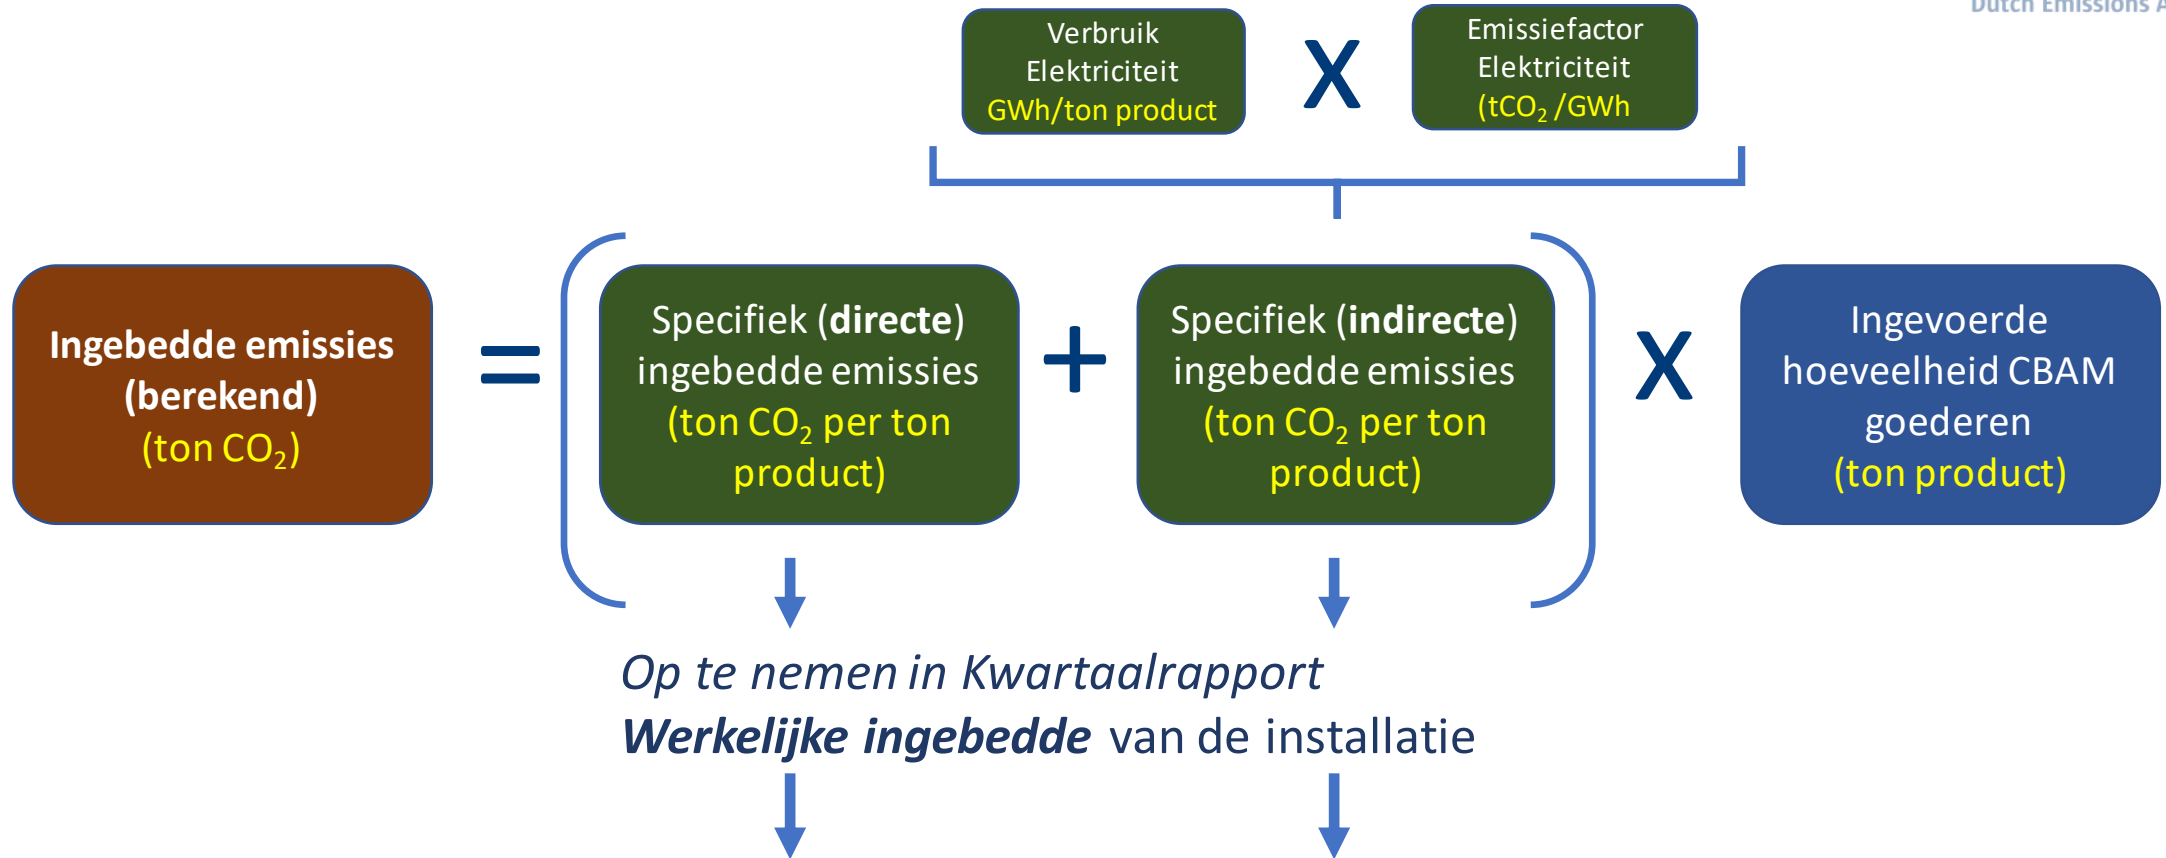 Dutch Emissions A
Verbruik
Elektriciteit
GWh/ton product
X
Emissiefactor
Elektriciteit
(tCO₂ /GWh
Ingebedde emissies
(berekend)
(ton CO₂)
=
Specifiek (directe)
ingebedde emissies
(ton CO₂ per ton
product)
+
Specifiek (indirecte)
ingebedde emissies
(ton CO₂ per ton
product)
X
Ingevoerde
hoeveelheid CBAM
goederen
(ton product)
Op te nemen in Kwartaalrapport
Werkelijke ingebedde van de installatie